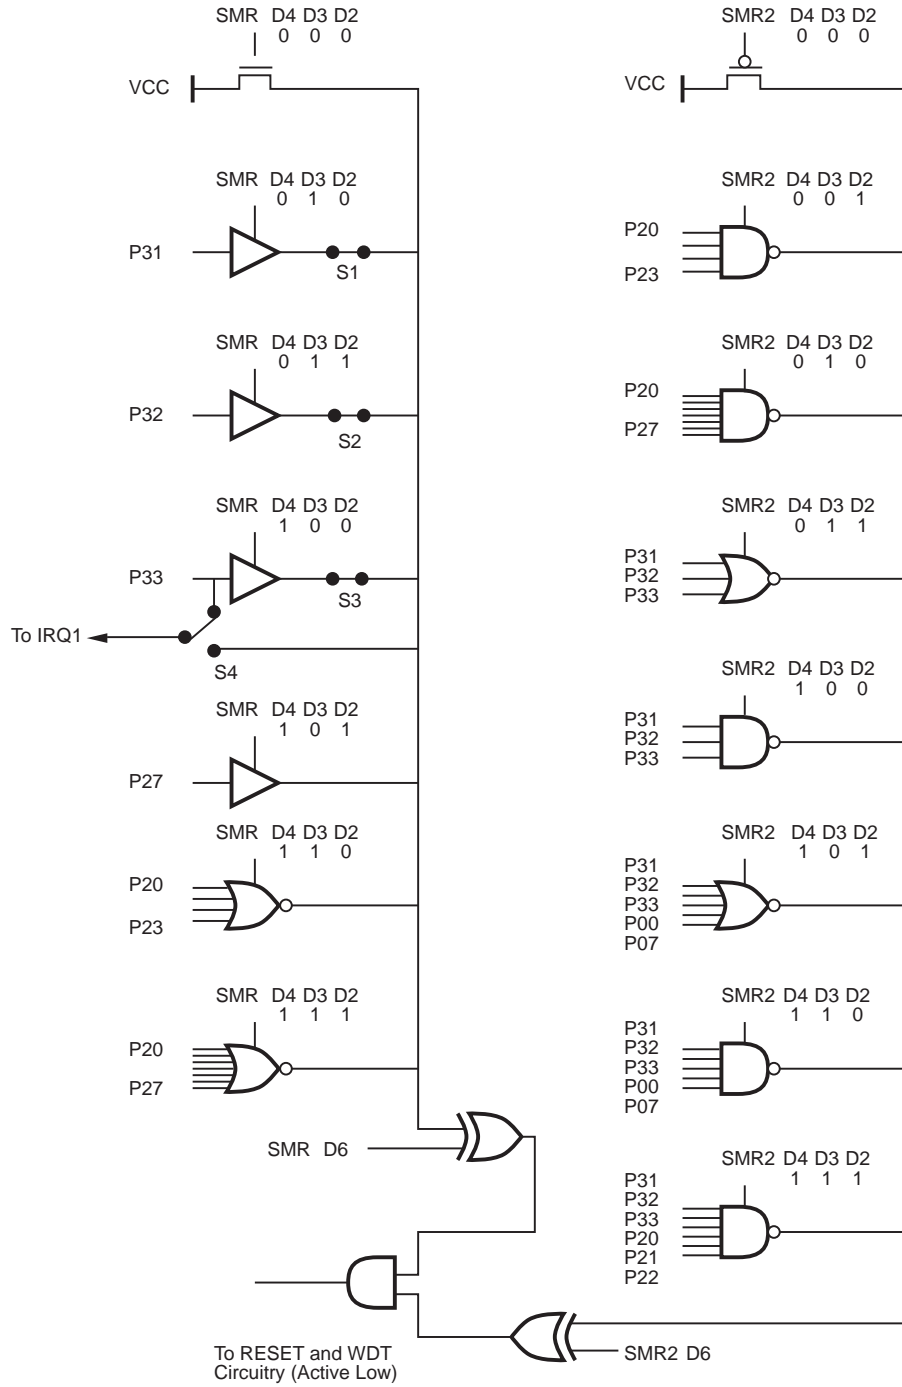 SMR D4 D3 D2
0 0 0
VCC
SMR D4 D3 D2
0 1 0
P31
S1
SMR D4 D3 D2
0 1 1
P32
S2
SMR D4 D3 D2
1 0 0
P33
S3
To IRQ1
S4
SMR D4 D3 D2
1 0 1
P27
SMR D4 D3 D2
1 1 0
P20
P23
SMR D4 D3 D2
1 1 1
P20
P27
SMR D6
To RESET and WDT
Circuitry (Active Low)
SMR2 D4 D3 D2
0 0 0
VCC
SMR2 D4 D3 D2
0 0 1
P20
P23
SMR2 D4 D3 D2
0 1 0
P20
P27
SMR2 D4 D3 D2
0 1 1
P31
P32
P33
SMR2 D4 D3 D2
1 0 0
P31
P32
P33
SMR2 D4 D3 D2
1 0 1
P31
P32
P33
P00
P07
SMR2 D4 D3 D2
1 1 0
P31
P32
P33
P00
P07
SMR2 D4 D3 D2
1 1 1
P31
P32
P33
P20
P21
P22
SMR2 D6